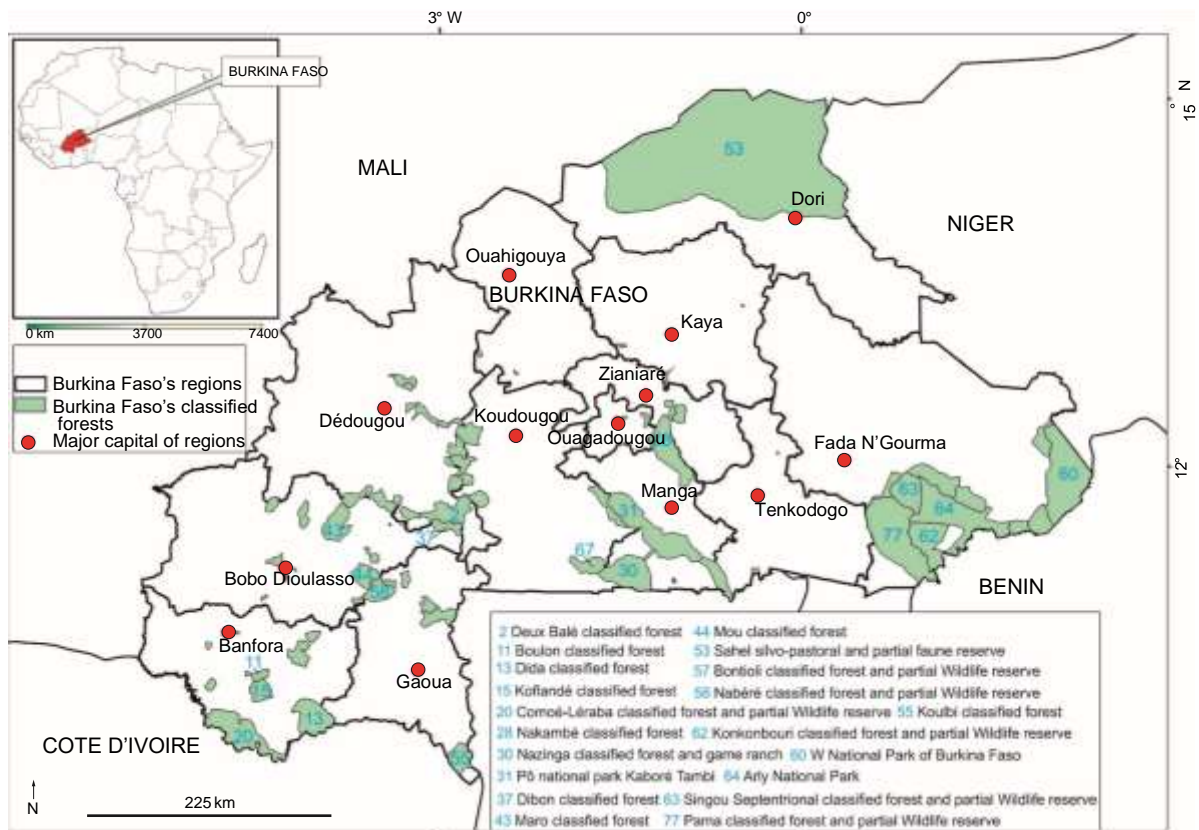 3° W
0°
BURKINA FASO
15° N
MALI
53
Dori
NIGER
Ouahigouya
BURKINA FASO
0 km 3700 7400
Kaya
Burkina Faso's regions
Burkina Faso's classified
forests
Major capital of regions
Zianiaré
Dédougou
Koudougou
Ouagadougou
Fada N'Gourma
12°
60
Manga
Tenkodogo
63
64
31
77
62
43
37
67
30
Bobo Dioulasso
BENIN
Banfora
11
Gaoua
15
13
20
COTE D'IVOIRE
55
N
225 km
2 Deux Balé classified forest 44 Mou classified forest
11 Boulon classified forest 53 Sahel silvo-pastoral and partial faune reserve
13 Dida classified forest 57 Bontioli classified forest and partial Wildlife reserve
15 Koflandé classified forest 56 Nabéré classified forest and partial Wildlife reserve
20 Comoé-Léraba classified forest and partial Wildlife reserve 55 Koulbi classified forest
28 Nakambé classified forest 62 Konkonbouri classified forest and partial Wildlife reserve
30 Nazinga classified forest and game ranch 60 W National Park of Burkina Faso
31 Pô national park Kaboré Tambi 64 Arly National Park
37 Dibon classified forest 63 Singou Septentrional classified forest and partial Wildlife reserve
43 Maro classfied forest 77 Pama classified forest and partial Wildlife reserve